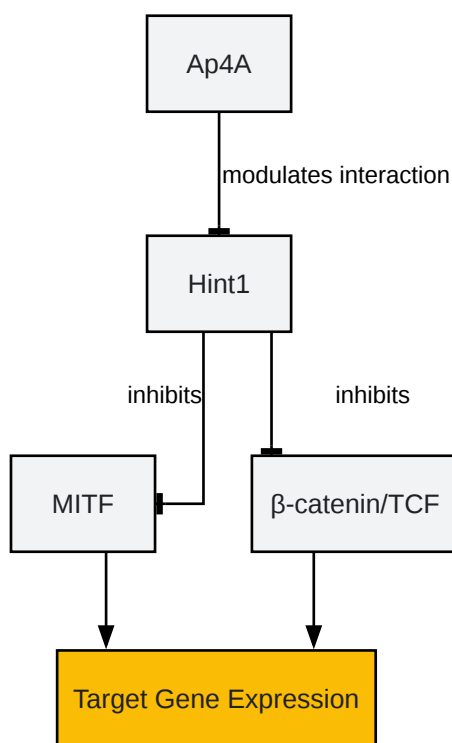 Ap4A
modulates interaction
Hint1
inhibits
inhibits
MITF
β-catenin/TCF
Target Gene Expression